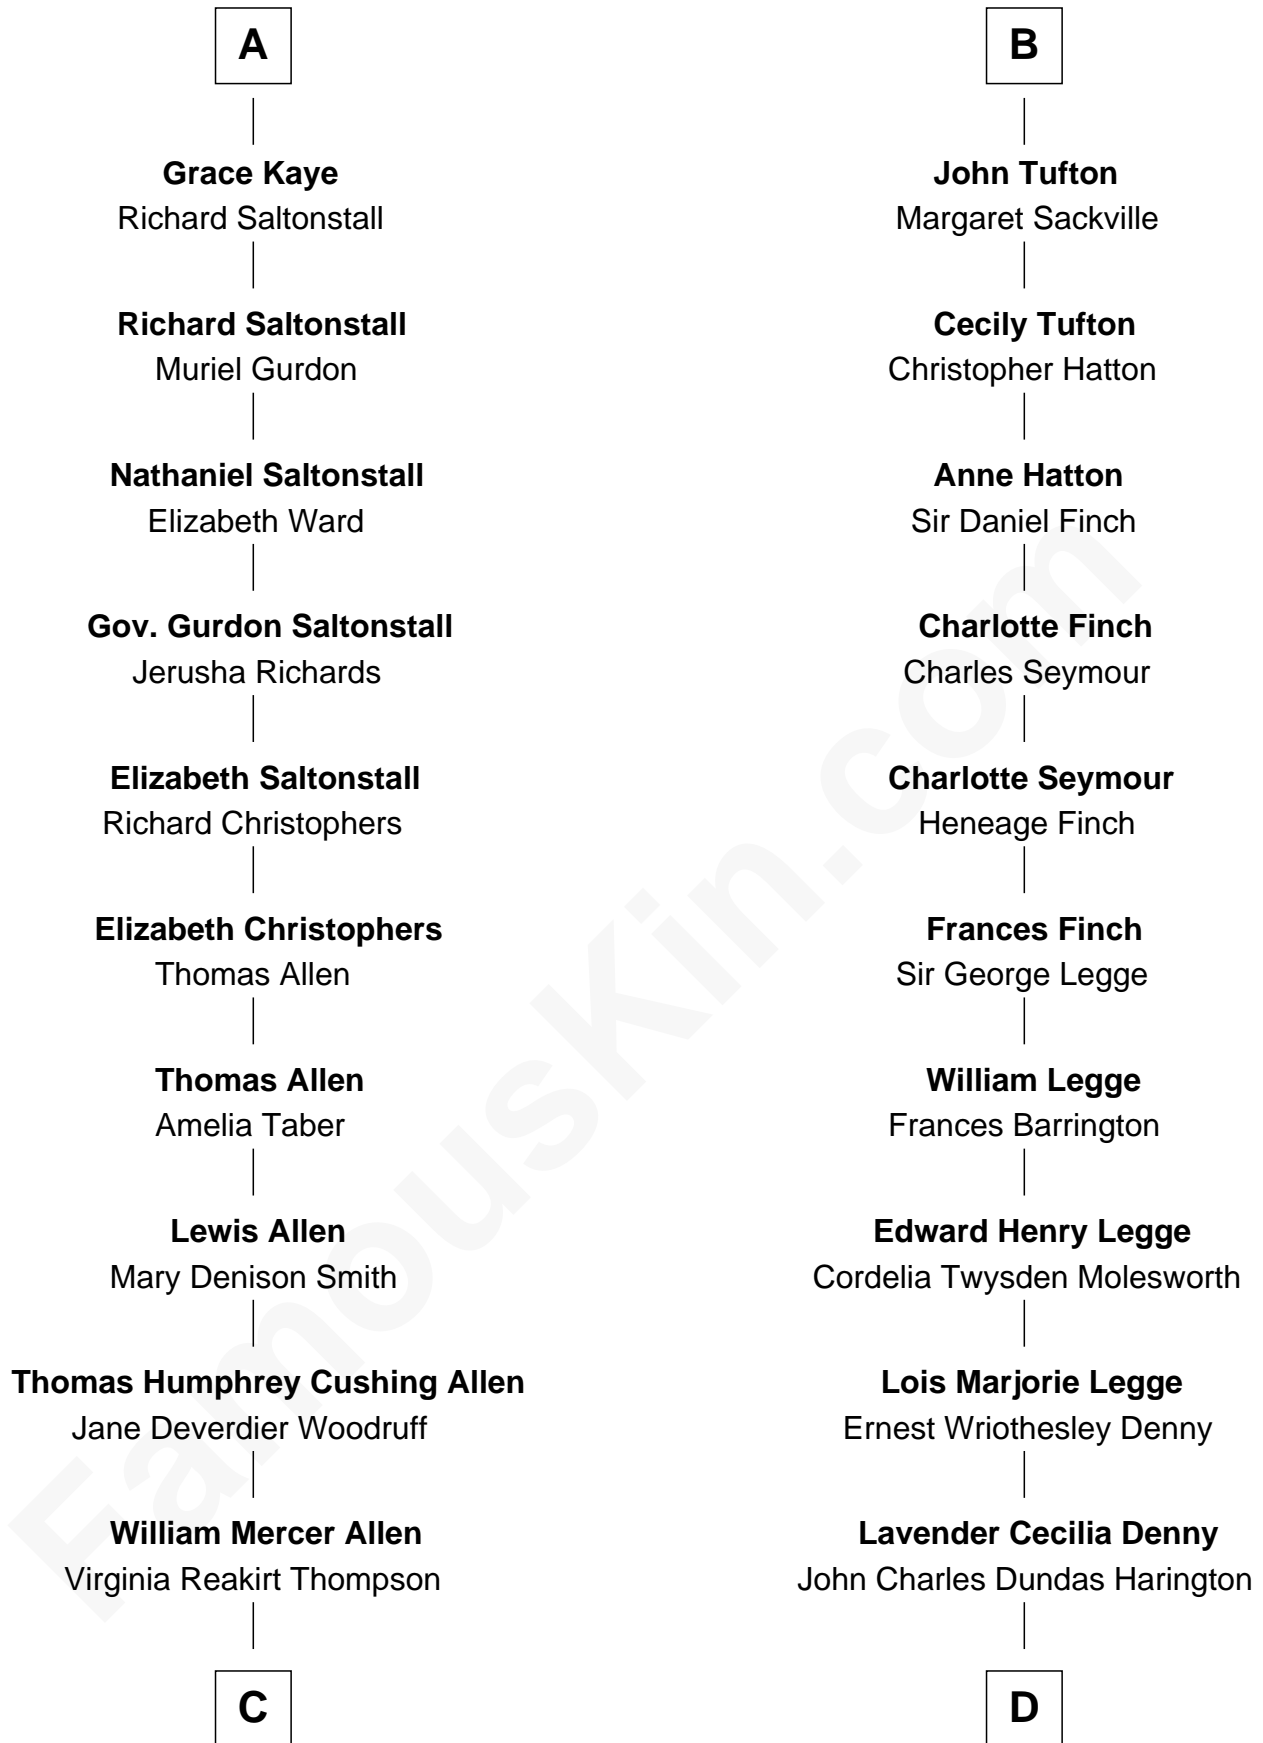 A
Grace Kaye
Richard Saltonstall
Richard Saltonstall
Muriel Gurdon
Nathaniel Saltonstall
Elizabeth Ward
Gov. Gurdon Saltonstall
Jerusha Richards
Elizabeth Saltonstall
Richard Christophers
Elizabeth Christophers
Thomas Allen
Thomas Allen
Amelia Taber
Lewis Allen
Mary Denison Smith
Thomas Humphrey Cushing Allen
Jane Deverdier Woodruff
William Mercer Allen
Virginia Reakirt Thompson
C
B
John Tufton
Margaret Sackville
Cecily Tufton
Christopher Hatton
Anne Hatton
Sir Daniel Finch
Charlotte Finch
Charles Seymour
Charlotte Seymour
Heneage Finch
Frances Finch
Sir George Legge
William Legge
Frances Barrington
Edward Henry Legge
Cordelia Twysden Molesworth
Lois Marjorie Legge
Ernest Wriothesley Denny
Lavender Cecilia Denny
John Charles Dundas Harington
D
FamousKin.com